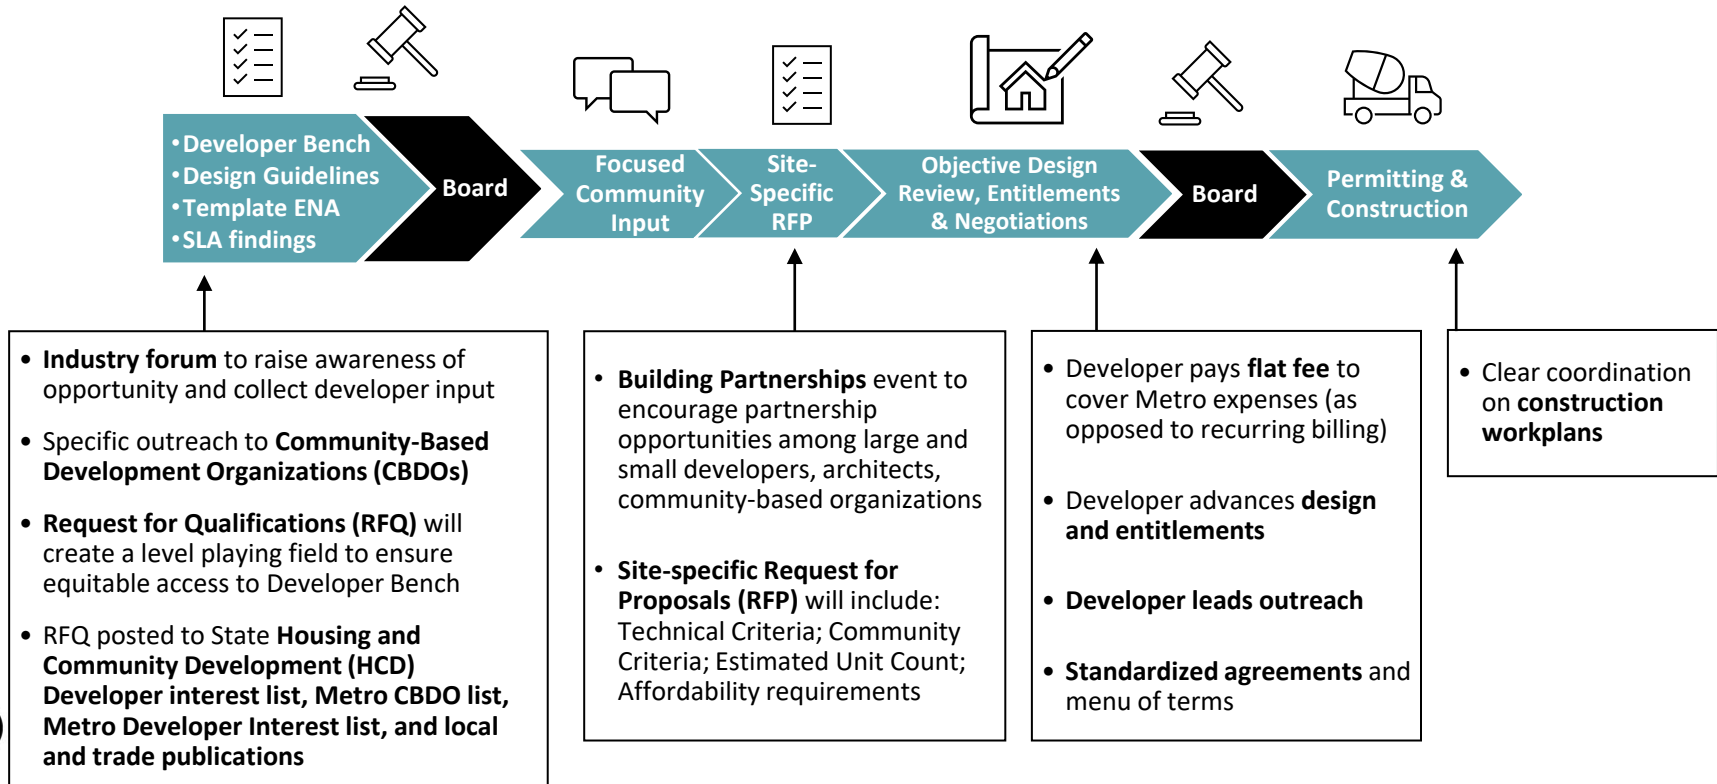 • Developer Bench
• Design Guidelines
• Template ENA
• SLA findings
Board
Focused
Community
Input
Site-
Specific
RFP
Objective Design
Review, Entitlements
& Negotiations
Board
Permitting &
Construction
• Industry forum to raise awareness of
opportunity and collect developer input
• Specific outreach to Community-Based
Development Organizations (CBDOs)
• Request for Qualifications (RFQ) will
create a level playing field to ensure
equitable access to Developer Bench
• RFQ posted to State Housing and
Community Development (HCD)
Developer interest list, Metro CBDO list,
Metro Developer Interest list, and local
and trade publications
• Building Partnerships event to
encourage partnership
opportunities among large and
small developers, architects,
community-based organizations
• Site-specific Request for
Proposals (RFP) will include:
Technical Criteria; Community
Criteria; Estimated Unit Count;
Affordability requirements
• Developer pays flat fee to
cover Metro expenses (as
opposed to recurring billing)
• Developer advances design
and entitlements
• Developer leads outreach
• Standardized agreements and
menu of terms
• Clear coordination
on construction
workplans